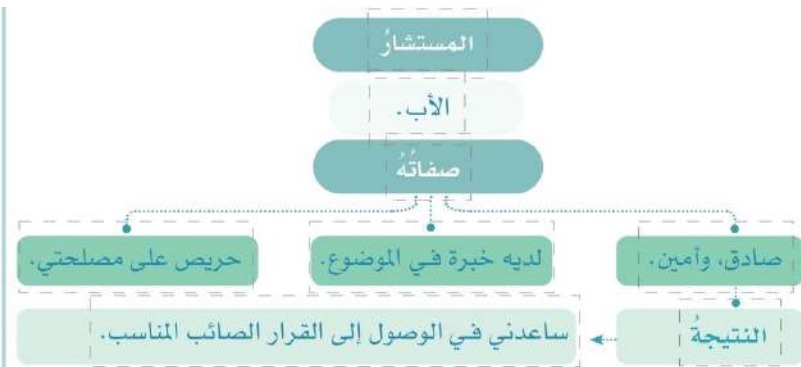 المستشارُ
الأب.
صفاتُهُ
صادق، وأمين.
لديه خبرة في الموضوع.
حريص على مصلحتي.
النتيجةُ
ساعدني في الوصول إلى القرار الصائب المناسب.